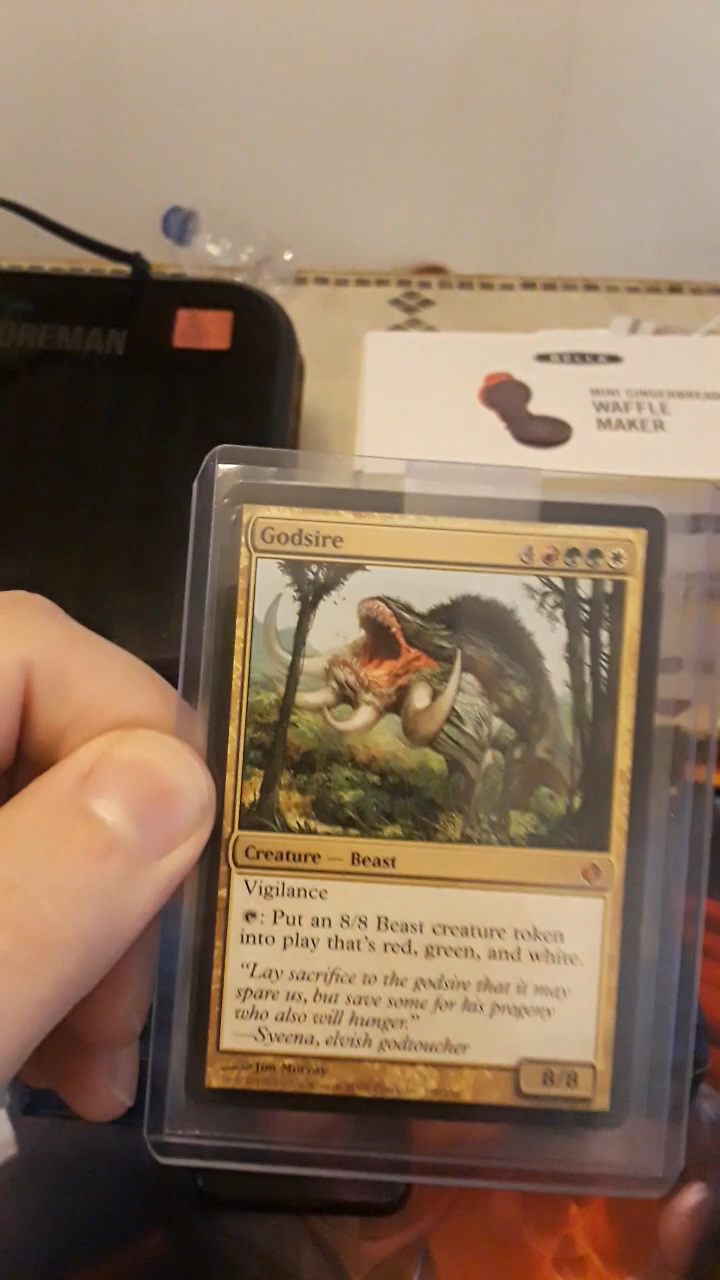 OREMAN
BELLA
MINI GINGERBREAD
WAFFLE
MAKER
Godsire
4
Creature — Beast
Vigilance
: Put an 8/8 Beast creature token
into play that's red, green, and white.
“Lay sacrifice to the godsire that it may
spare us, but save some for his progeny
who also will hunger.”
—Syeena, elvish godtoucher
Jim Murray
8/8